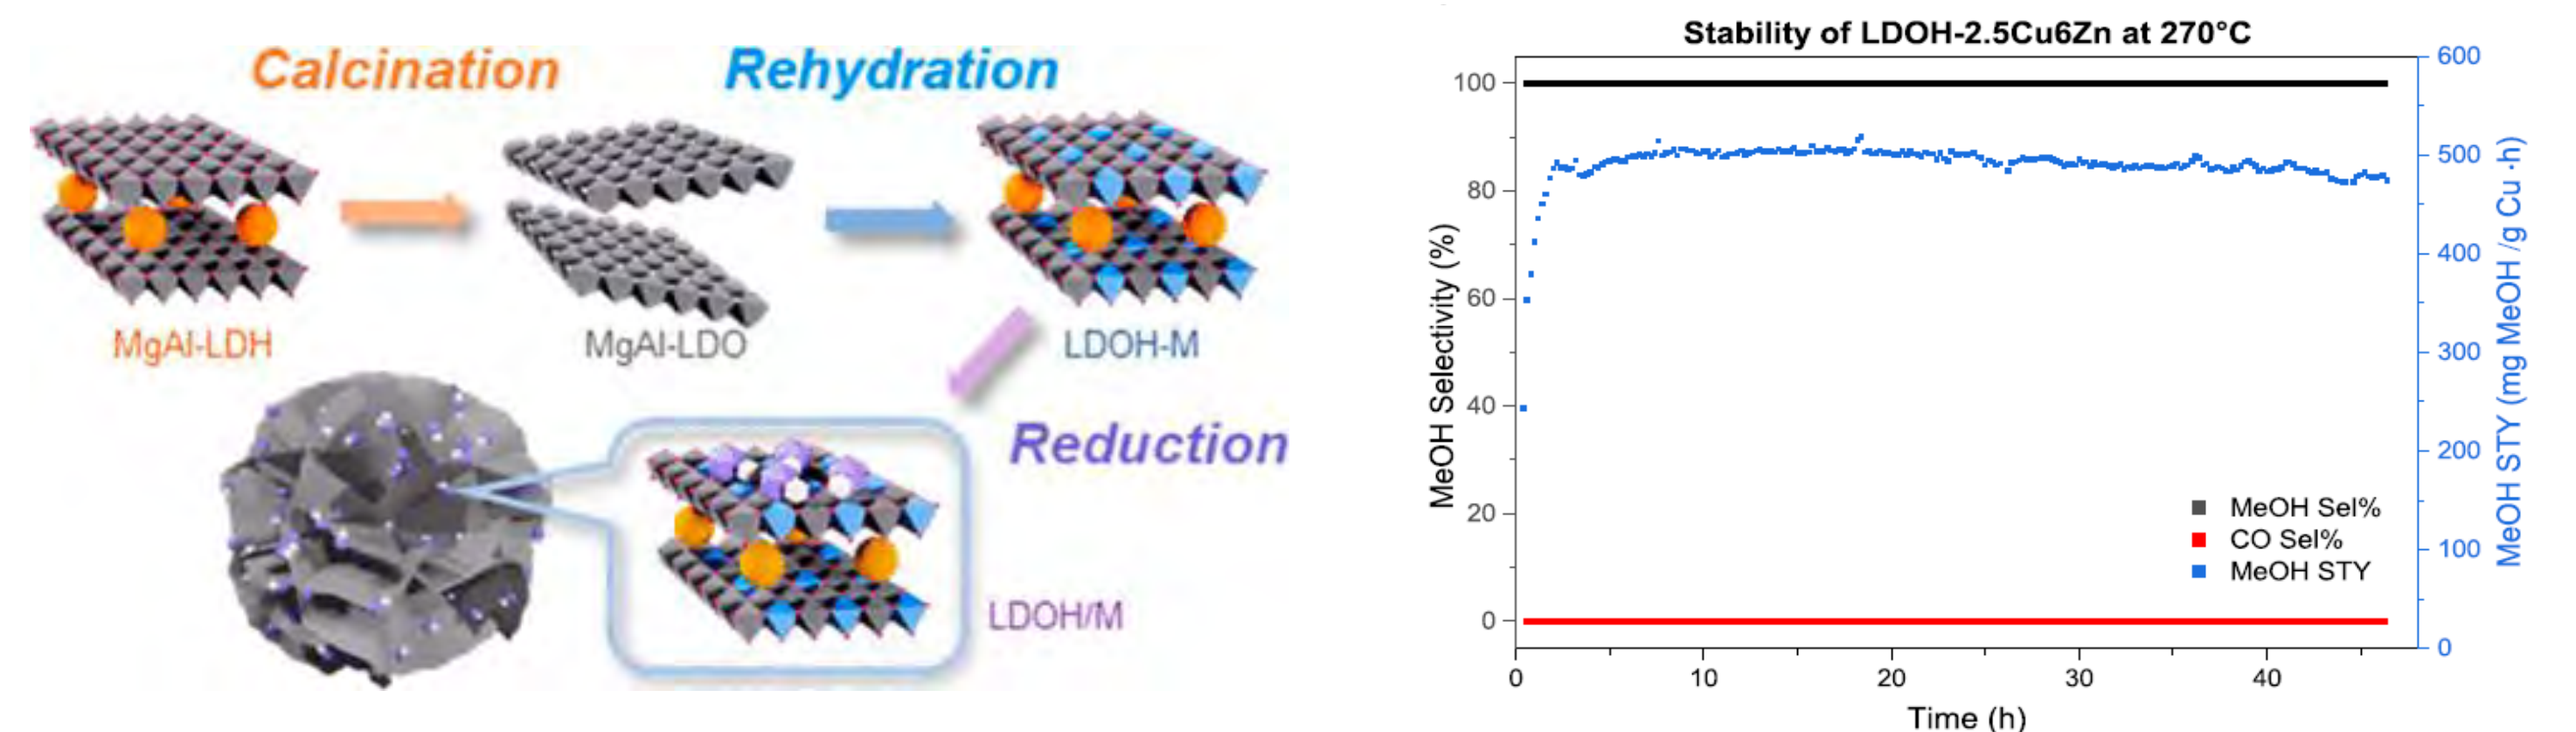 Calcination
Rehydration
MgAl-LDH
MgAl-LDO
LDOH-M
Reduction
LDOH/M
Stability of LDOH-2.5Cu6Zn at 270°C
MeOH Selectivity (%)
100
80
60
40
20
0
600
500
400
300
200
100
0
MeOH STY (mg MeOH /g Cu ·h)
MeOH Sel%
CO Sel%
MeOH STY
0
10
20
30
40
Time (h)